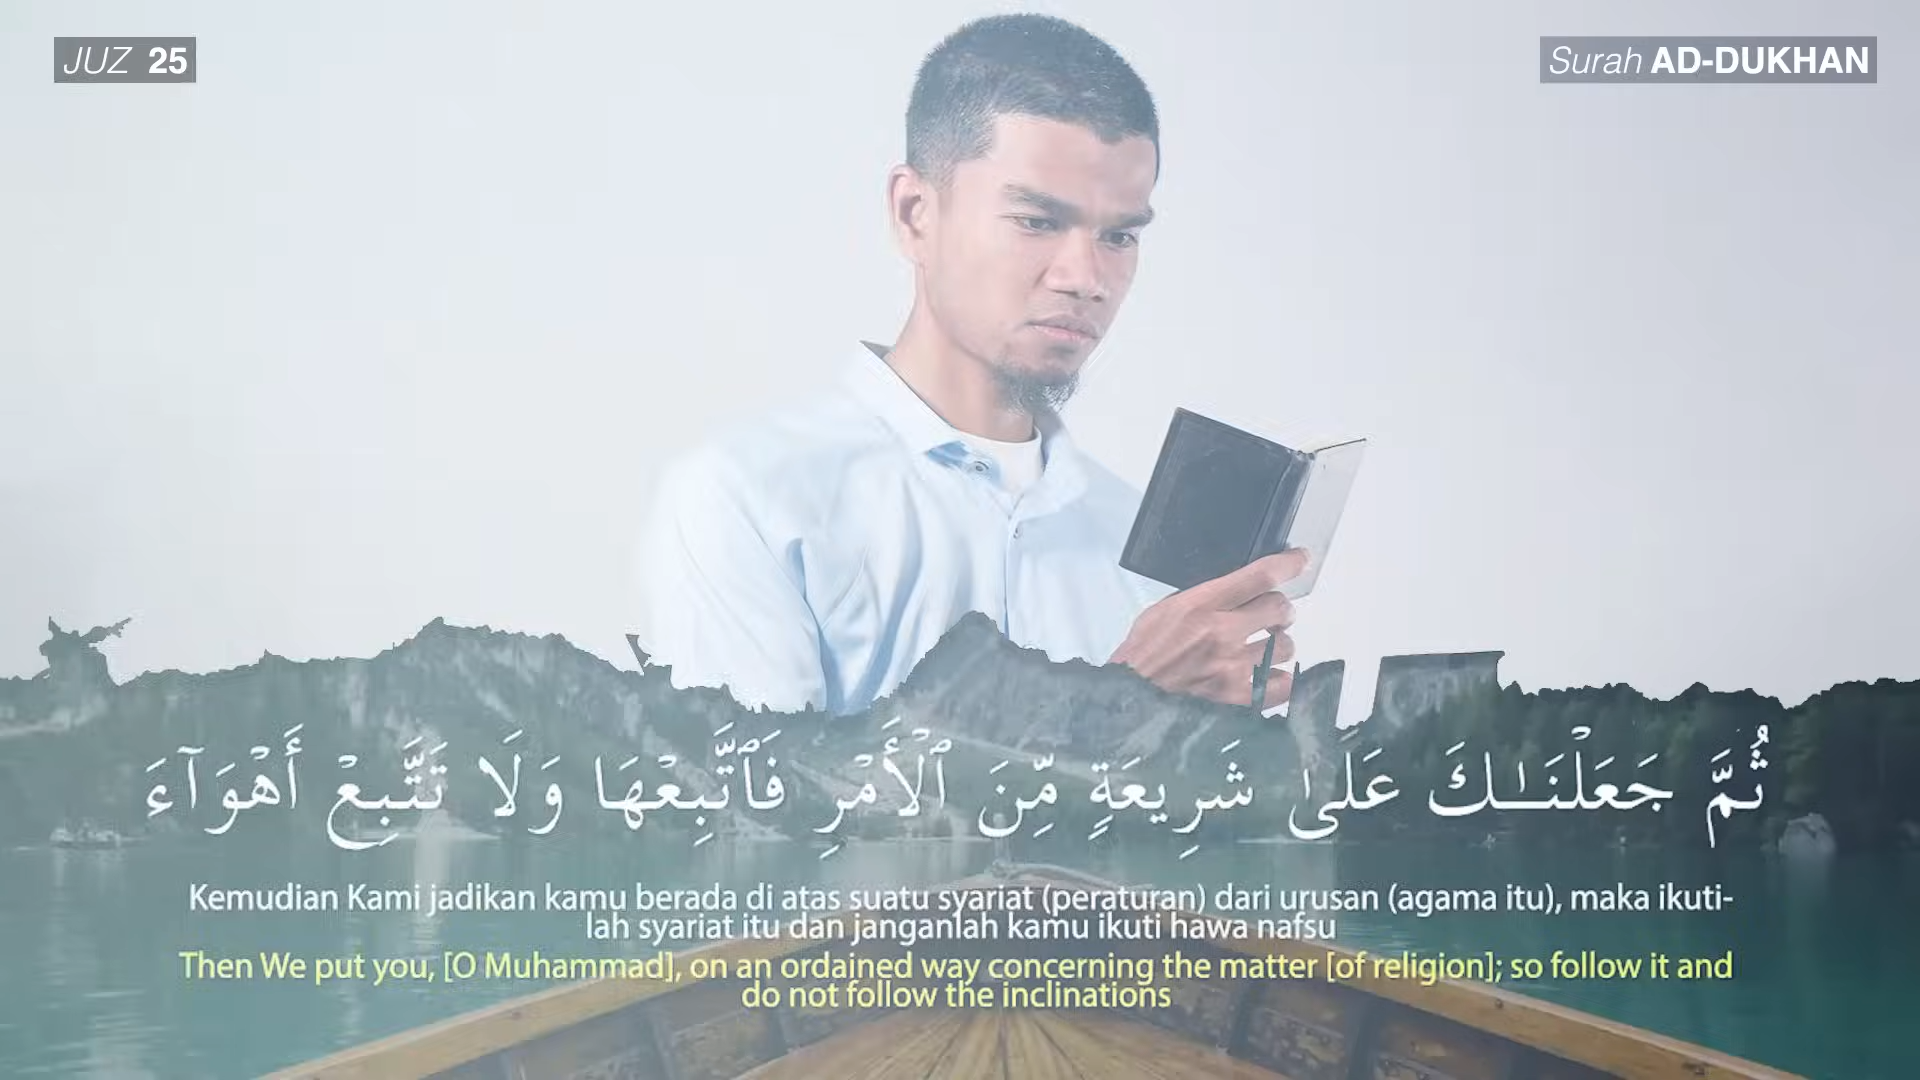 JUZ 25
Surah AD-DUKHAN
ثُمَّ جَعَلْنَـٰكَ عَلَىٰ شَرِيعَةٍ مِّنَ ٱلْأَمْرِ فَٱتَّبِعْهَا وَلَا تَتَّبِعْ أَهْوَآءَ
Kemudian Kami jadikan kamu berada di atas suatu syariat (peraturan) dari urusan (agama itu), maka ikuti-
lah syariat itu dan janganlah kamu ikuti hawa nafsu
Then We put you, [O Muhammad], on an ordained way concerning the matter [of religion]; so follow it and
do not follow the inclinations